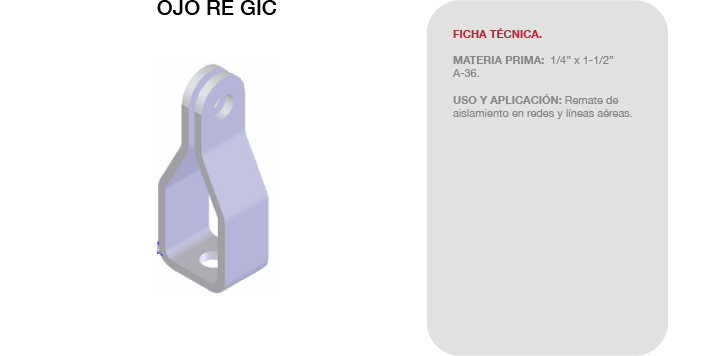 OJO RE GIC
FICHA TÉCNICA.
MATERIA PRIMA: 1/4” x 1-1/2”
A-36.
USO Y APLICACIÓN: Remate de
aislamiento en redes y líneas aéreas.